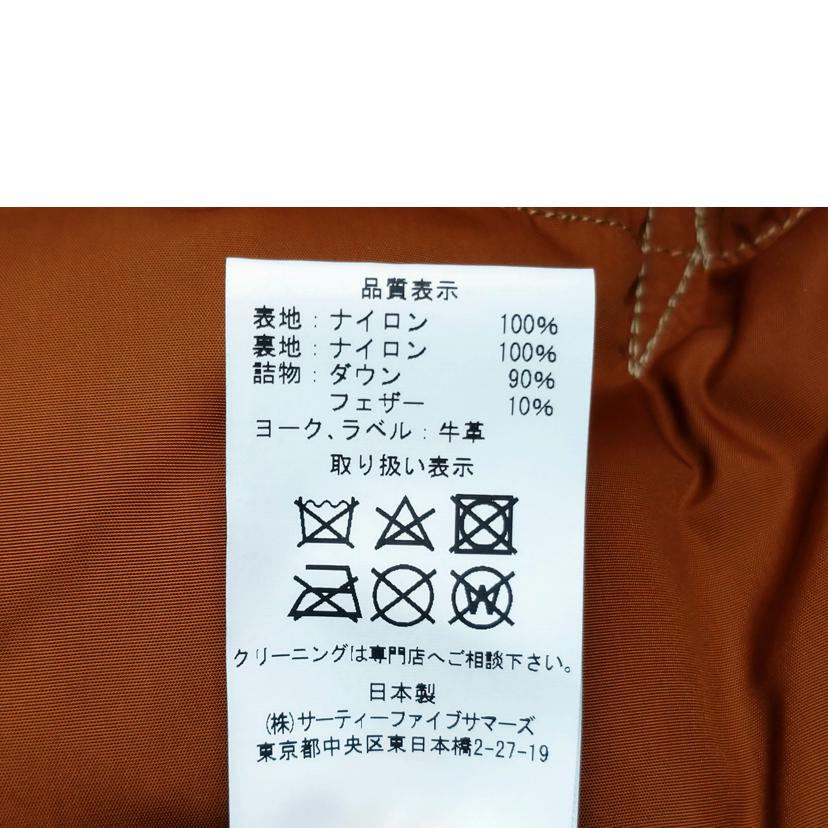 品質表示
表地：ナイロン 100%
裏地：ナイロン 100%
詰物：ダウン 90%
フェザー 10%
ヨーク、ラベル：牛革
取り扱い表示
W
クリーニングは専門店へご相談下さい。
日本製
(株)サーティーファイブサマーズ
東京都中央区東日本橋2-27-19